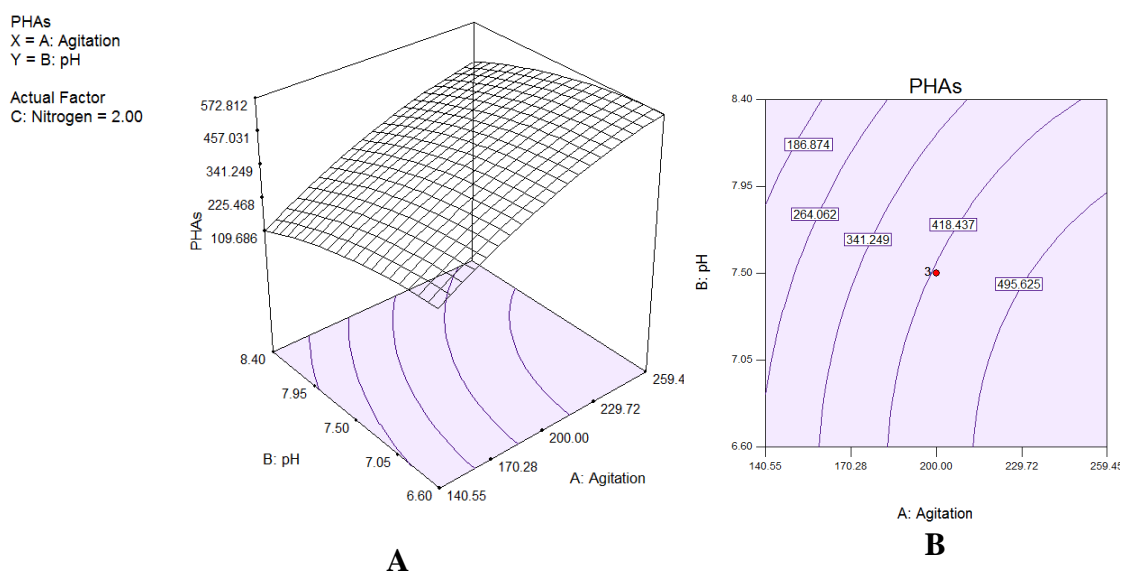 PHAs
X = A: Agitation
Y = B: pH
Actual Factor
C: Nitrogen = 2.00
572.812
457.031
341.249
225.468
109.686
PHAs
8.40
7.95
7.50
7.05
6.60
B: pH
140.55
170.28
200.00
229.72
259.4
A: Agitation
A
PHAs
8.40
7.95
7.50
7.05
6.60
B: pH
186.874
264.062
341.249
418.437
495.625
3
140.55
170.28
200.00
229.72
259.45
A: Agitation
B